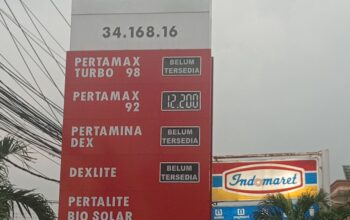 34.168.16
PERTAMAX
TURBO 98
BELUM
TERSEDIA
PERTAMAX
92
12.200
PERTAMINA
DEX
BELUM
TERSEDIA
DEXLITE
BELUM
TERSEDIA
PERTALITE
BIO SOLAR
Indomaret